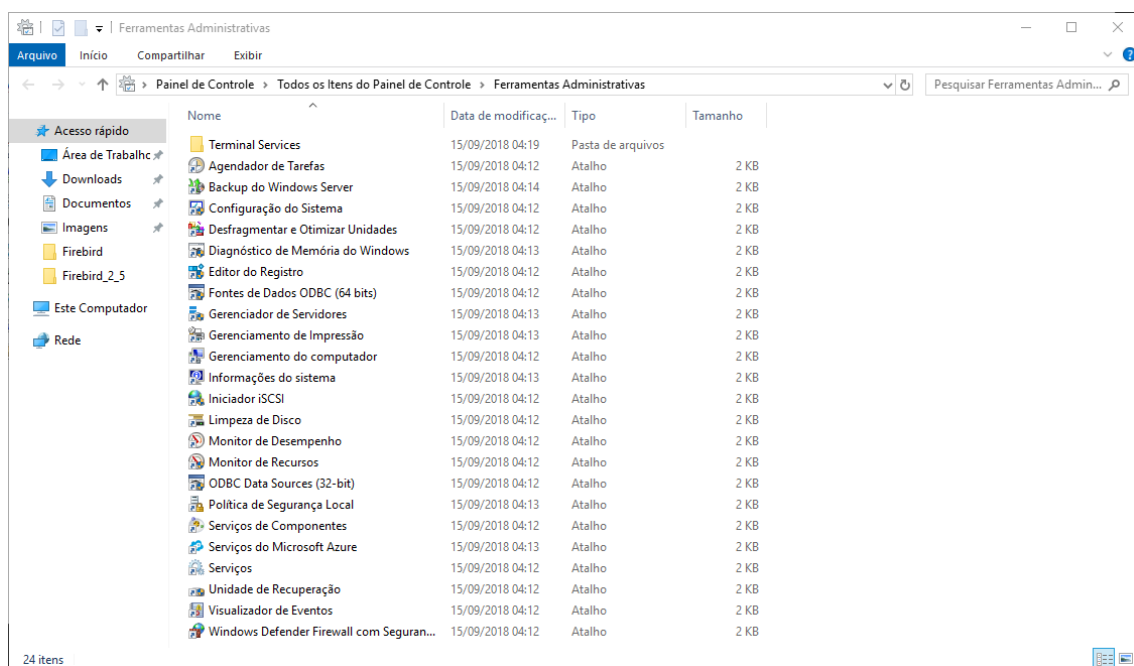 Ferramentas Administrativas
Arquivo Início Compartilhar Exibir
Painel de Controle > Todos os Itens do Painel de Controle > Ferramentas Administrativas Pesquisar Ferramentas Admin...
Nome Data de modificaç... Tipo Tamanho
Acesso rápido
Área de Trabalho
Downloads
Documentos
Imagens
Firebird
Firebird_2_5
Este Computador
Rede
Terminal Services 15/09/2018 04:19 Pasta de arquivos
Agendador de Tarefas 15/09/2018 04:12 Atalho 2 KB
Backup do Windows Server 15/09/2018 04:14 Atalho 2 KB
Configuração do Sistema 15/09/2018 04:12 Atalho 2 KB
Desfragmentar e Otimizar Unidades 15/09/2018 04:12 Atalho 2 KB
Diagnóstico de Memória do Windows 15/09/2018 04:13 Atalho 2 KB
Editor do Registro 15/09/2018 04:12 Atalho 2 KB
Fontes de Dados ODBC (64 bits) 15/09/2018 04:12 Atalho 2 KB
Gerenciador de Servidores 15/09/2018 04:13 Atalho 2 KB
Gerenciamento de Impressão 15/09/2018 04:13 Atalho 2 KB
Gerenciamento do computador 15/09/2018 04:12 Atalho 2 KB
Informações do sistema 15/09/2018 04:13 Atalho 2 KB
Iniciador iSCSI 15/09/2018 04:12 Atalho 2 KB
Limpeza de Disco 15/09/2018 04:12 Atalho 2 KB
Monitor de Desempenho 15/09/2018 04:12 Atalho 2 KB
Monitor de Recursos 15/09/2018 04:12 Atalho 2 KB
ODBC Data Sources (32-bit) 15/09/2018 04:12 Atalho 2 KB
Política de Segurança Local 15/09/2018 04:13 Atalho 2 KB
Serviços de Componentes 15/09/2018 04:12 Atalho 2 KB
Serviços do Microsoft Azure 15/09/2018 04:13 Atalho 2 KB
Serviços 15/09/2018 04:12 Atalho 2 KB
Unidade de Recuperação 15/09/2018 04:12 Atalho 2 KB
Visualizador de Eventos 15/09/2018 04:12 Atalho 2 KB
Windows Defender Firewall com Seguran... 15/09/2018 04:12 Atalho 2 KB
24 itens